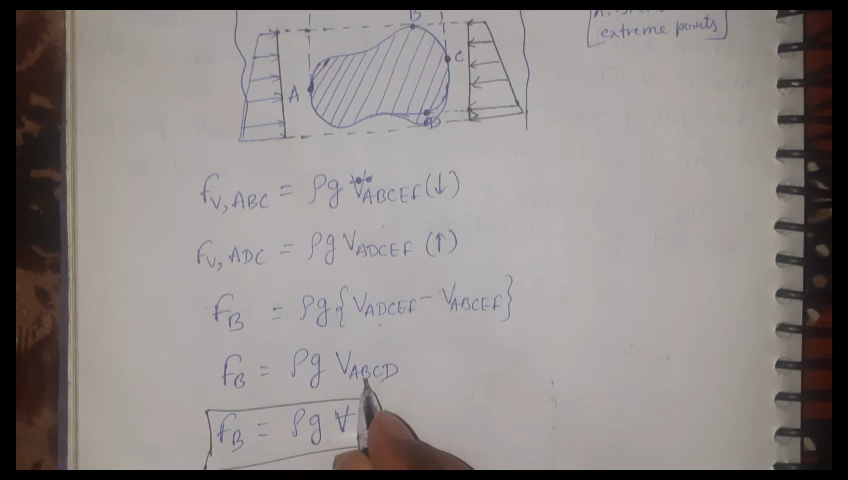 B
extreme points
C
A
D
F_V,ABC = ρg V_ABCEF (↓)
F_V,ADC = ρg V_ADCEF (↑)
F_B = ρg{V_ADCEF - V_ABCEF}
F_B = ρg V_ABCD
F_B = ρg V